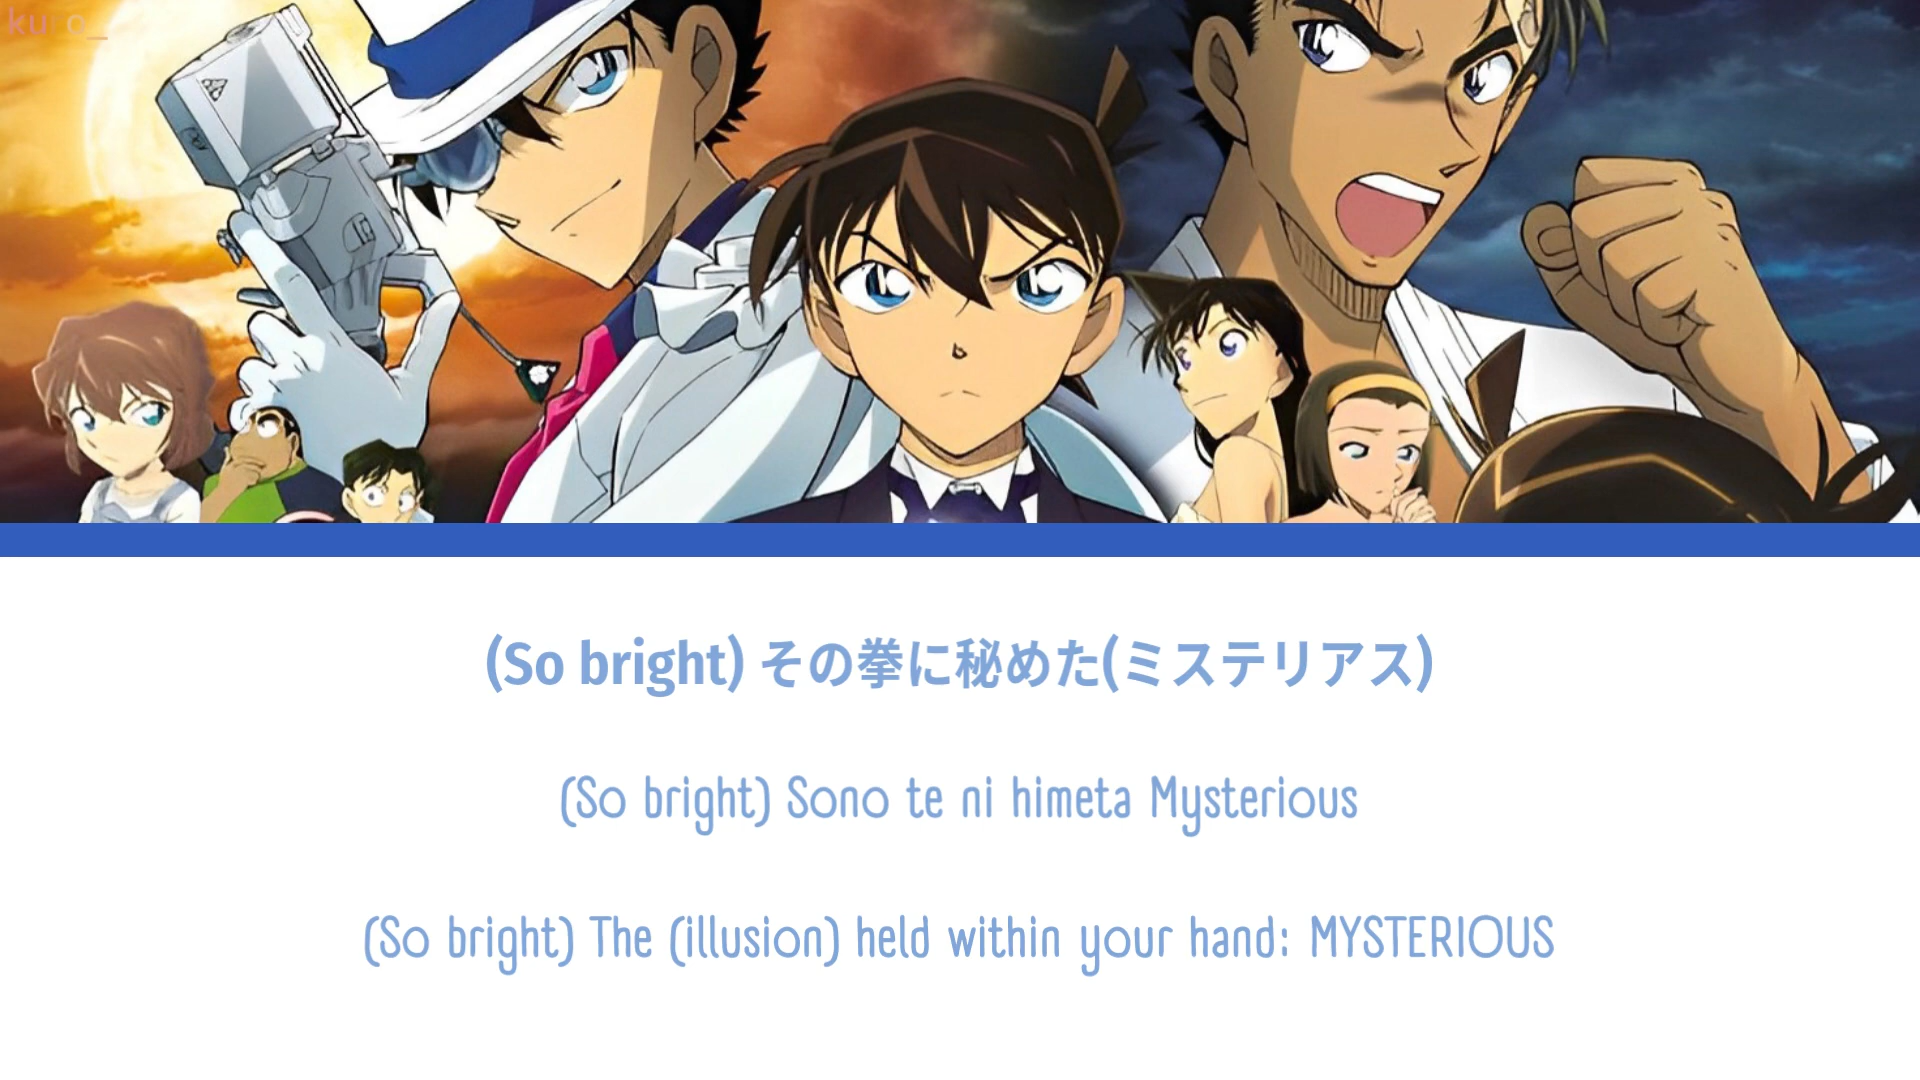 kuro_
(So bright) その拳に秘めた(ミステリアス)
(So bright) Sono te ni himeta Mysterious
(So bright) The (illusion) held within your hand: MYSTERIOUS